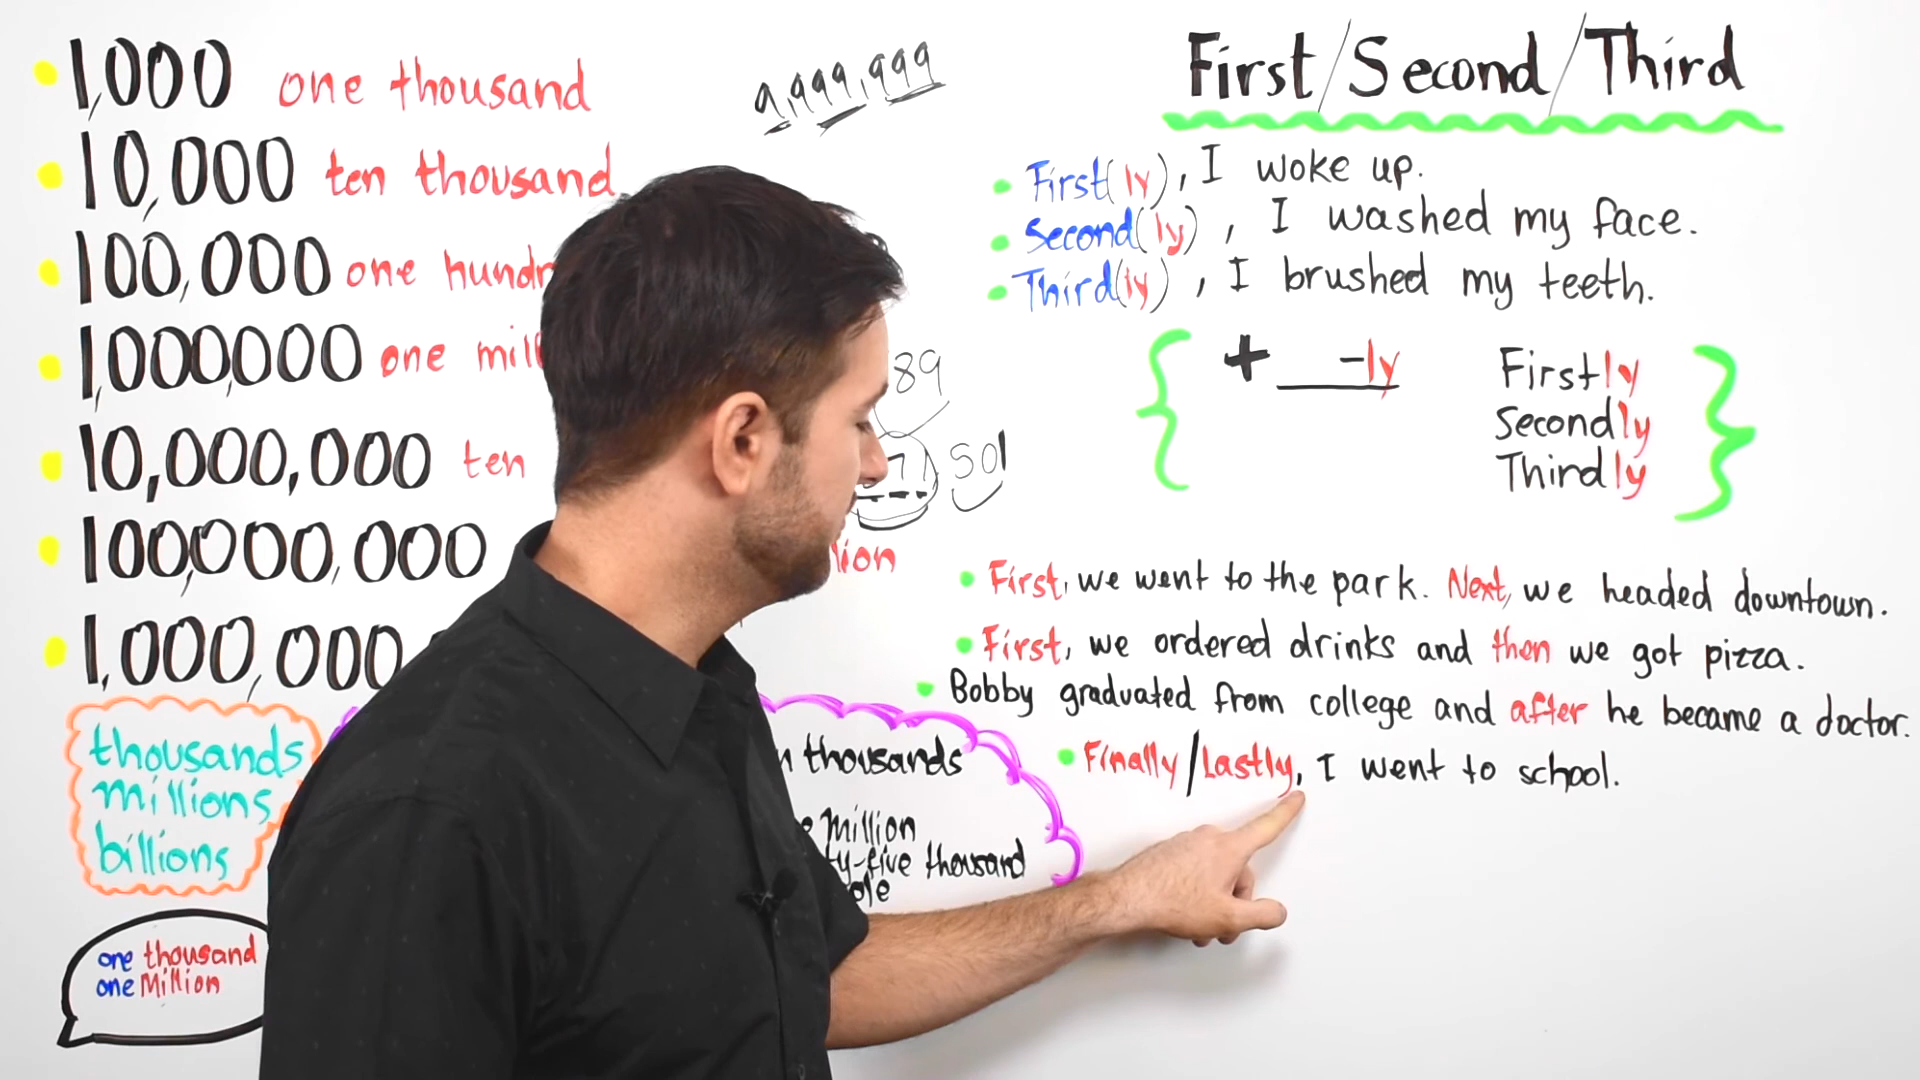 1,000 one thousand
10,000 ten thousand
100,000 one hundr
1,000,000 one mill
10,000,000 ten
100,000,000 lion
1,000,000
thousands
millions
billions
one thousand
one Million
9,999,999
89
71 501
thousands
Million
ty-five thousand
First/Second/Third
First(ly), I woke up.
Second(ly), I washed my face.
Third(ly), I brushed my teeth.
+ -ly
Firstly
Secondly
Thirdly
First, we went to the park. Next, we headed downtown.
First, we ordered drinks and then we got pizza.
Bobby graduated from college and after he became a doctor.
Finally/Lastly, I went to school.